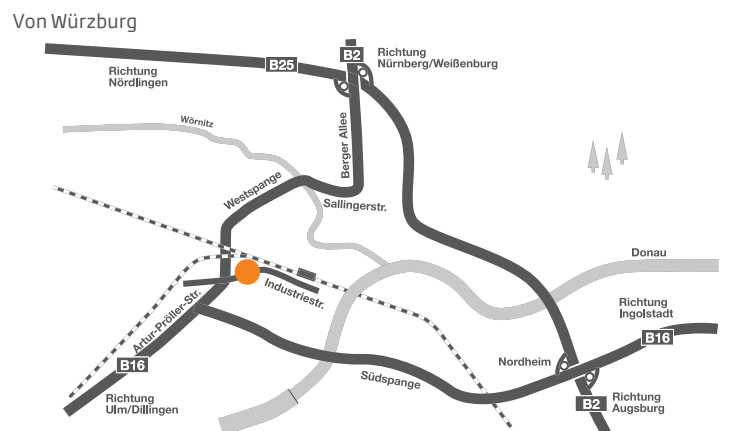 Von Würzburg
B2
Richtung
Nürnberg/Weißenburg
B25
Richtung
Nördlingen
Wörnitz
Berger Allee
Westspange
Sallingerstr.
Donau
Industriestr.
Richtung
Ingolstadt
Artur-Pröller-Str.
B16
Nordheim
B16
Südspange
Richtung
Ulm/Dillingen
B2
Richtung
Augsburg